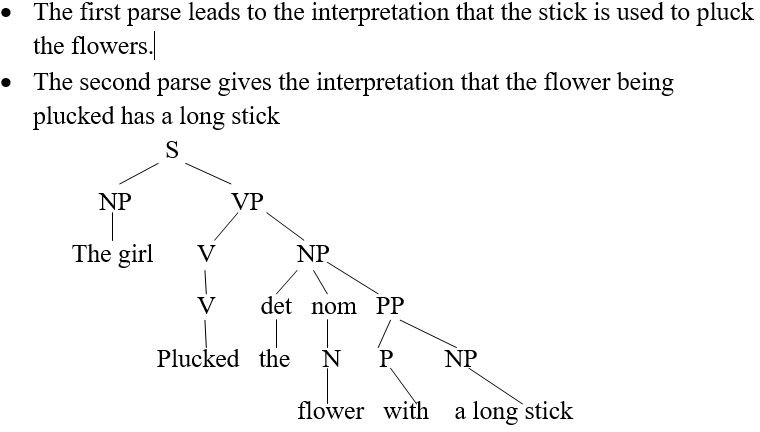 • The first parse leads to the interpretation that the stick is used to pluck
the flowers.
• The second parse gives the interpretation that the flower being
plucked has a long stick
S
NP VP
The girl V NP
V det nom PP
Plucked the N P NP
flower with a long stick